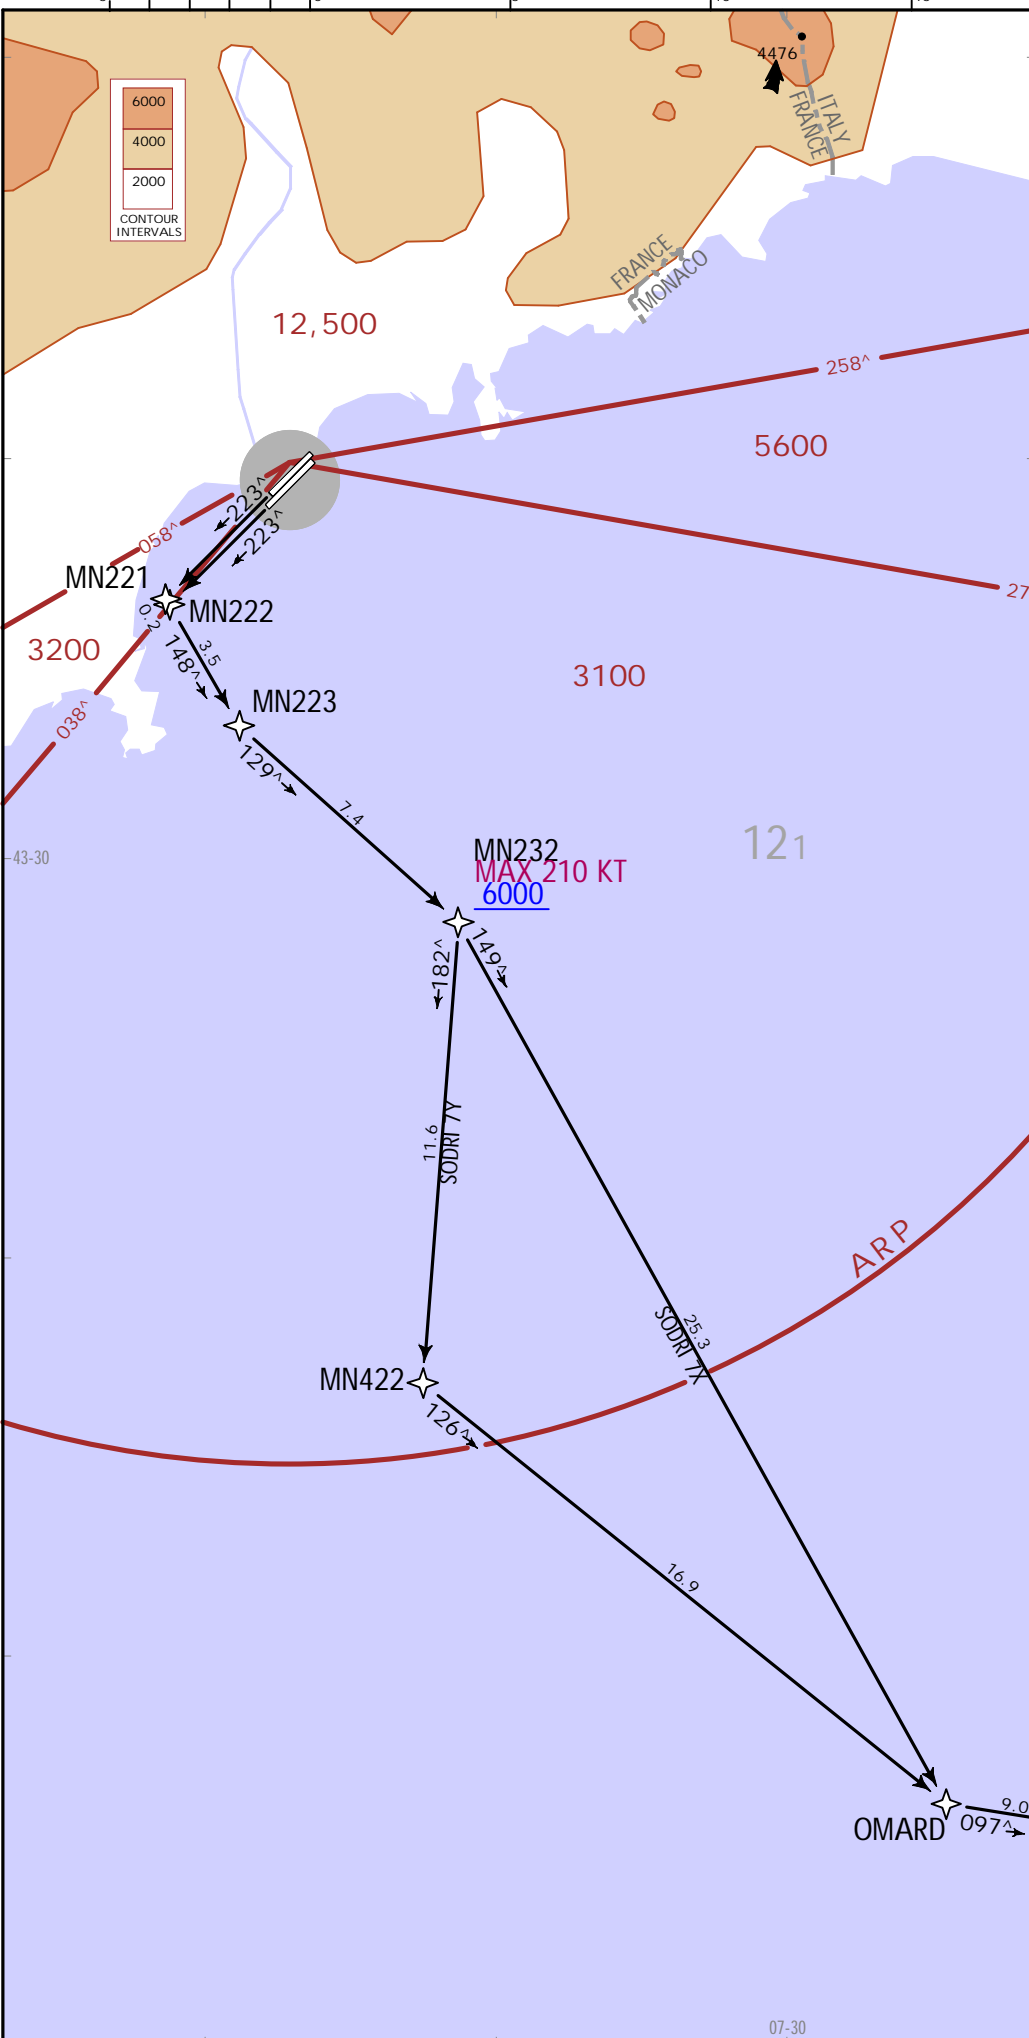 4476
6000
4000
2000
CONTOUR
INTERVALS
ITALY
FRANCE
FRANCE
MONACO
12,500
258^
5600
223^
223^
058^
MN221
MN222
0.2
3.5
148^
3200
3100
27
MN223
038^
129^
7.4
121
MN232
MAX 210 KT
43-30
6000
149^
182^
11.6
SODRI 7Y
ARP
25.3
SODRI 7X
MN422
126^
16.9
9.0
OMARD
097^
07-30